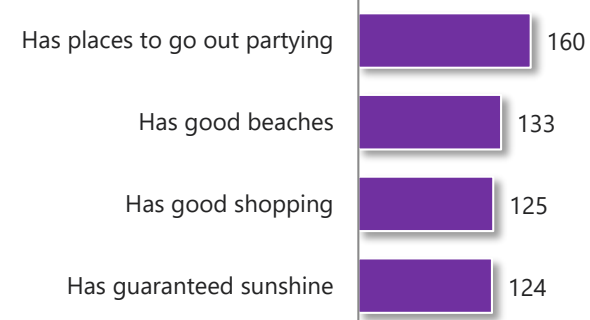 Has places to go out partying 160
Has good beaches 133
Has good shopping 125
Has guaranteed sunshine 124